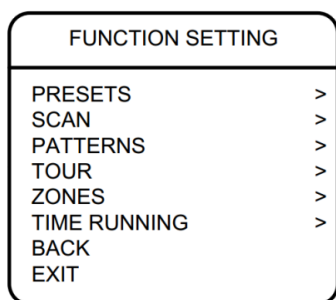 FUNCTION SETTING
PRESETS >
SCAN >
PATTERNS >
TOUR >
ZONES >
TIME RUNNING >
BACK
EXIT